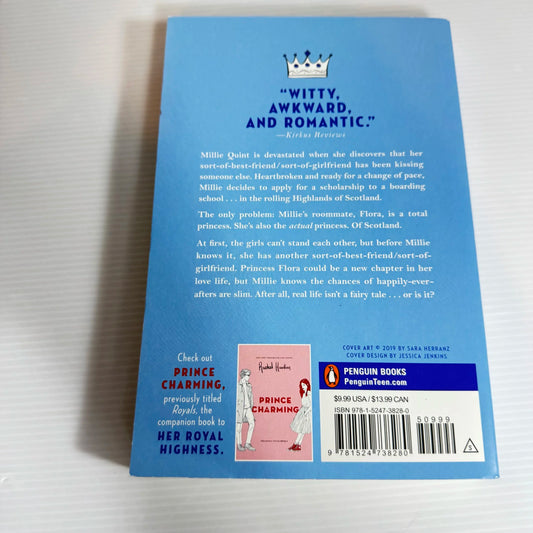 “WITTY,
AWKWARD,
AND ROMANTIC.”
—Kirkus Reviews
Millie Quint is devastated when she discovers that her
sort-of-best-friend/sort-of-girlfriend has been kissing
someone else. Heartbroken and ready for a change of pace,
Millie decides to apply for a scholarship to a boarding
school . . . in the rolling Highlands of Scotland.
The only problem: Millie’s roommate, Flora, is a total
princess. She’s also the actual princess. Of Scotland.
At first, the girls can’t stand each other, but before Millie
knows it, she has another sort-of-best-friend/sort-of-
girlfriend. Princess Flora could be a new chapter in her
love life, but Millie knows the chances of happily-ever-
afters are slim. After all, real life isn’t a fairy tale . . . or is it?
COVER ART © 2019 BY SARA HERRANZ
COVER DESIGN BY JESSICA JENKINS
Check out
PRINCE
CHARMING,
previously titled
Royals, the
companion book to
HER ROYAL
HIGHNESS.
Rachel Hawkins
PRINCE
CHARMING
PENGUIN BOOKS
PenguinTeen.com
$9.99 USA / $13.99 CAN
ISBN 978-1-5247-3828-0
50999
9 781524 738280
S